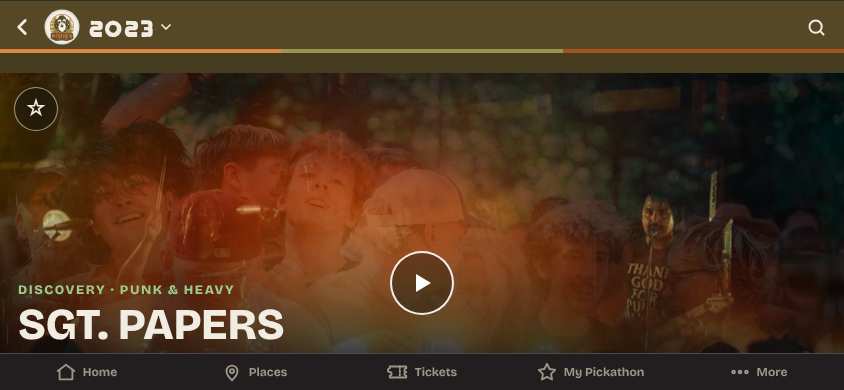 2023
DISCOVERY · PUNK & HEAVY
SGT. PAPERS
THANK
GOD
FOR
Home
Places
Tickets
My Pickathon
More